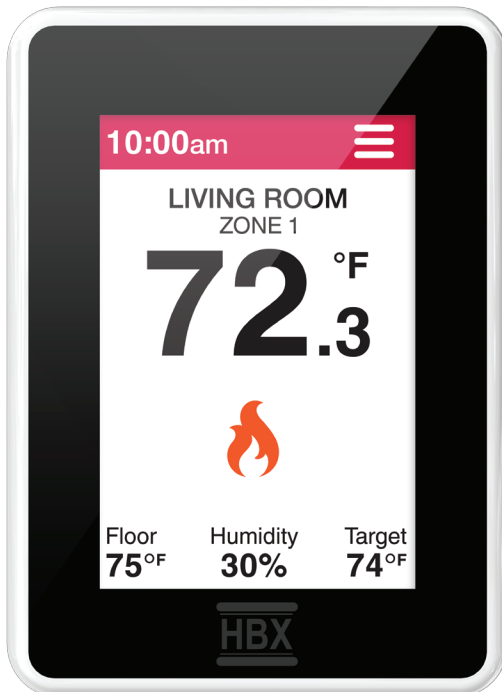 10:00am
LIVING ROOM
ZONE 1
72.3 °F
Floor Humidity Target
75°F 30% 74°F
HBX